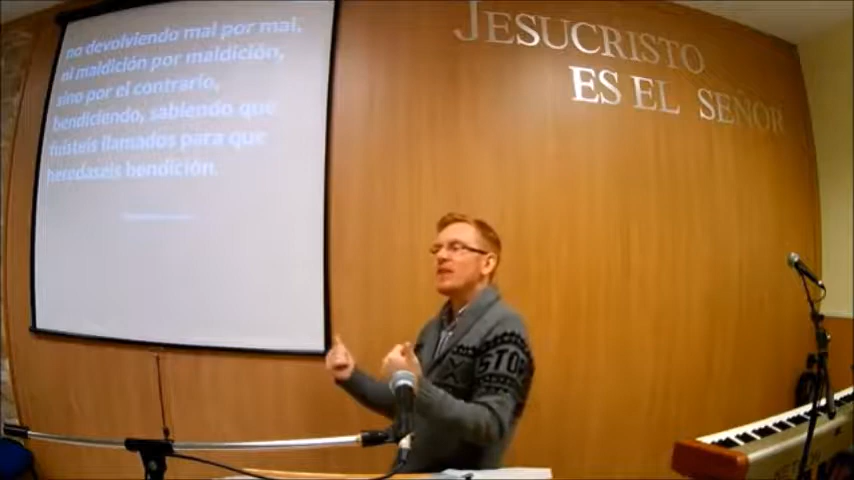 no devolviendo mal por mal,
ni maldición por maldición,
sino por el contrario,
bendiciendo, sabiendo que
fuisteis llamados para que
heredaseis bendición.
JESUCRISTO
ES EL SEÑOR
STO